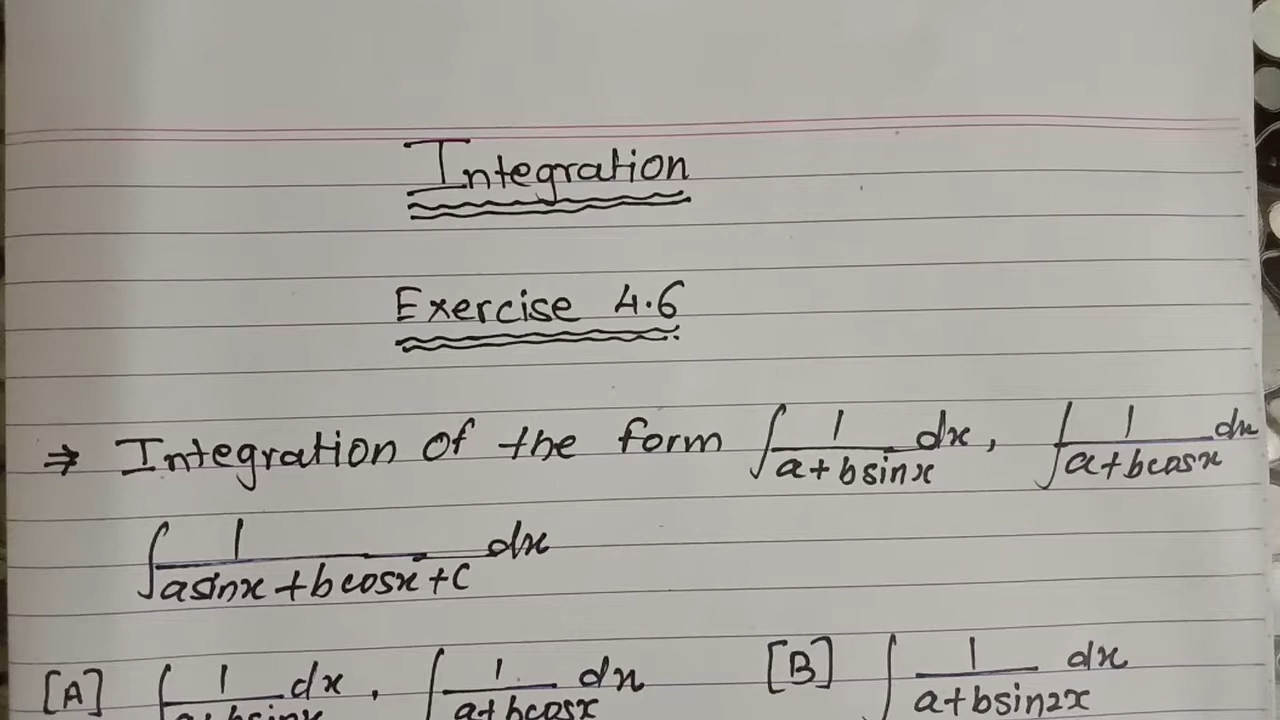 Integration
Exercise 4.6
⇒ Integration of the form ∫ 1/(a+bsinx) dx, ∫ 1/(a+bcosx) dx
∫ 1/(asinx+bcosx+c) dx
[A] ∫ 1/(a+bsinx) dx, ∫ 1/(a+bcosx) dx [B] ∫ 1/(a+bsin2x) dx